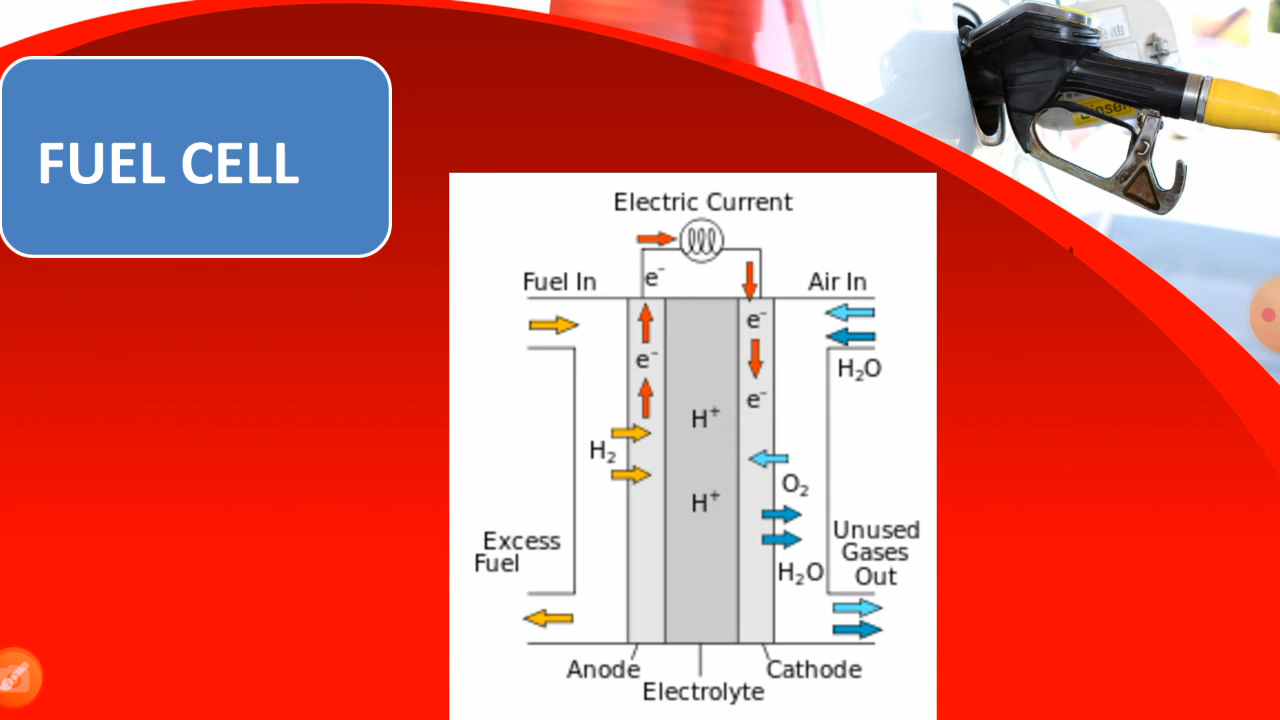 FUEL CELL
Electric Current
Fuel In
e⁻
Air In
e⁻
e⁻
H₂O
e⁻
H⁺
H₂
O₂
H⁺
Excess
Fuel
Unused
Gases
Out
H₂O
Anode
Cathode
Electrolyte